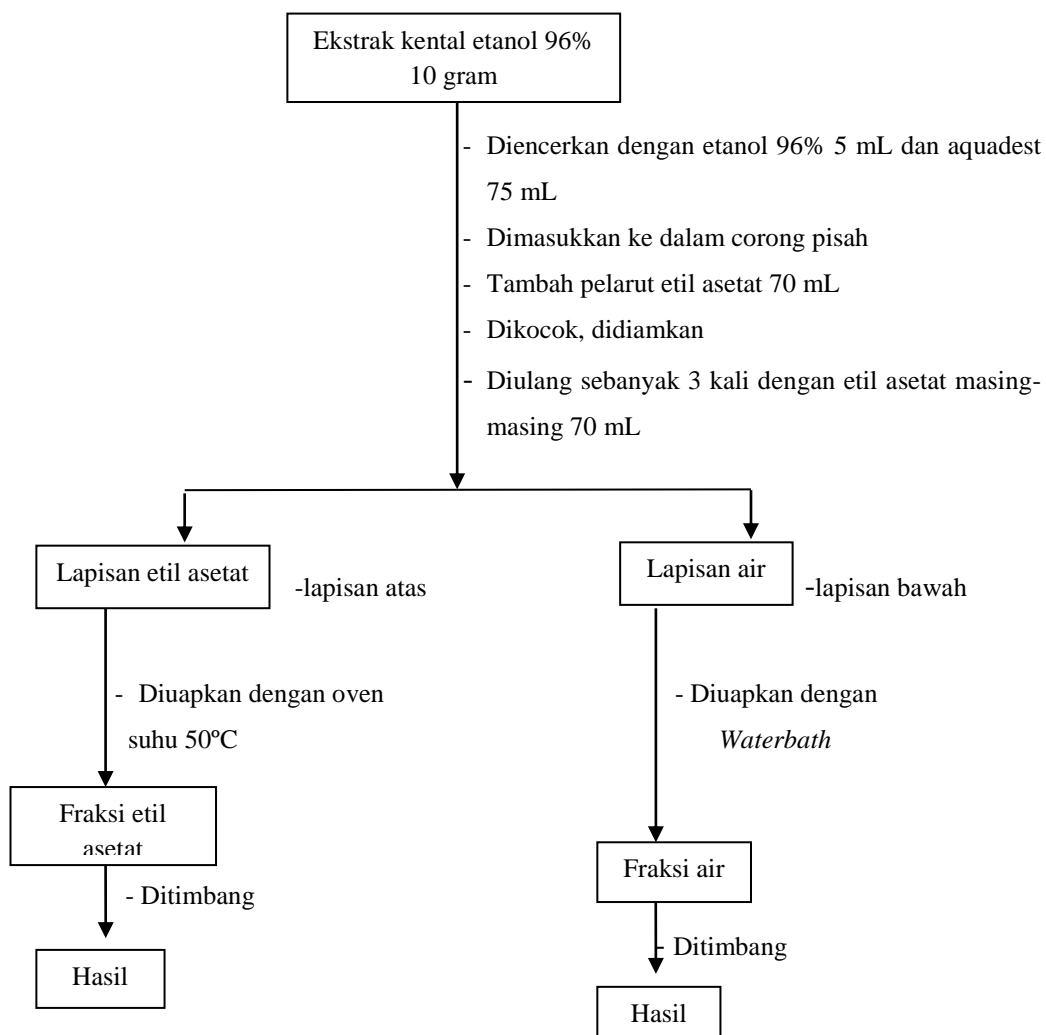 Ekstrak kental etanol 96%
10 gram
- Diencerkan dengan etanol 96% 5 mL dan aquadest
75 mL
- Dimasukkan ke dalam corong pisah
- Tambah pelarut etil asetat 70 mL
- Dikocok, didiamkan
- Diulang sebanyak 3 kali dengan etil asetat masing-
masing 70 mL
Lapisan etil asetat
-lapisan atas
Lapisan air
-lapisan bawah
- Diuapkan dengan oven
suhu 50ºC
- Diuapkan dengan
Waterbath
Fraksi etil
asetat
Fraksi air
- Ditimbang
- Ditimbang
Hasil
Hasil